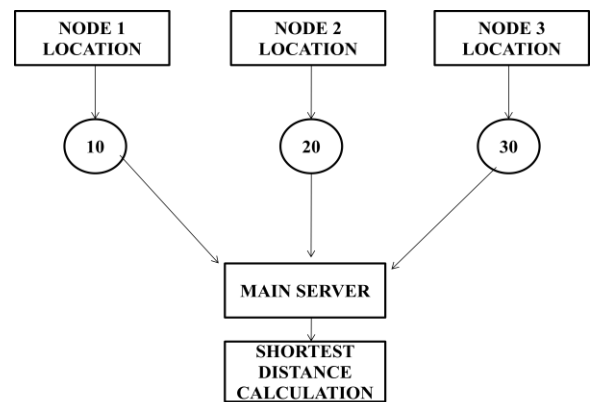 NODE 1
LOCATION
NODE 2
LOCATION
NODE 3
LOCATION
10
20
30
MAIN SERVER
SHORTEST
DISTANCE
CALCULATION